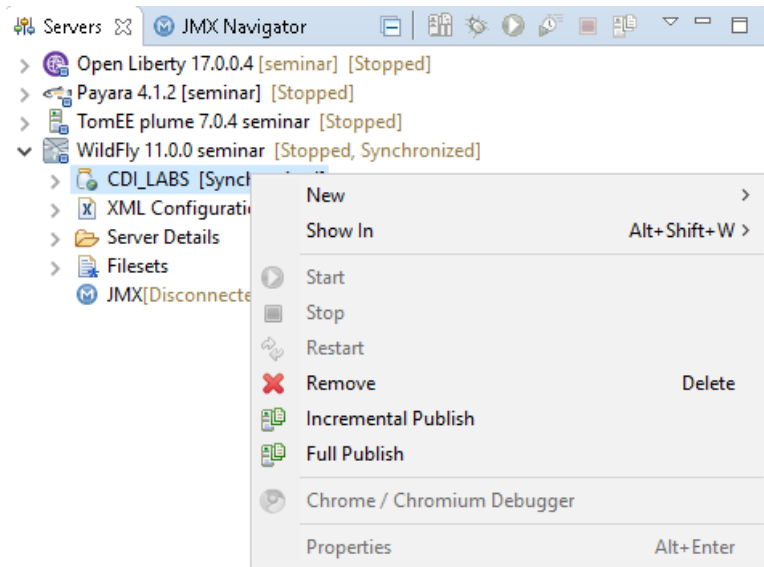 Servers JMX Navigator
Open Liberty 17.0.0.4 [seminar] [Stopped]
Payara 4.1.2 [seminar] [Stopped]
TomEE plume 7.0.4 seminar [Stopped]
WildFly 11.0.0 seminar [Stopped, Synchronized]
CDI_LABS
XML
Server Details
Filesets
JMX
New
Show In Alt+Shift+W
Start
Stop
Restart
Remove Delete
Incremental Publish
Full Publish
Chrome / Chromium Debugger
Properties Alt+Enter